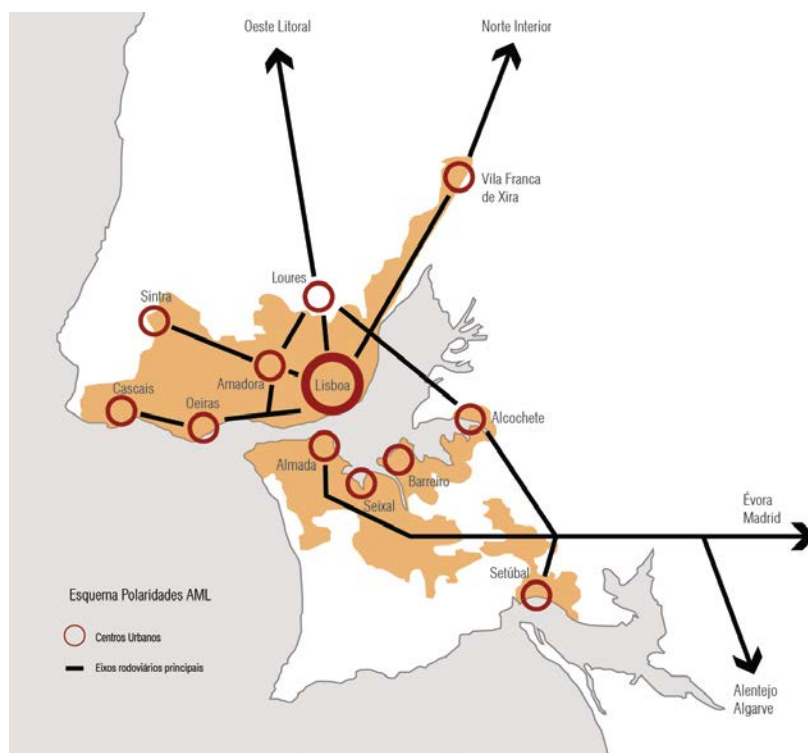 Oeste Litoral
Norte Interior
Vila Franca
de Xira
Loures
Sintra
Amadora
Lisboa
Cascais
Oeiras
Alcochete
Almada
Barreiro
Seixal
Évora
Madrid
Setúbal
Esquema Polaridades AML
Centros Urbanos
Eixos rodoviários principais
Alentejo
Algarve